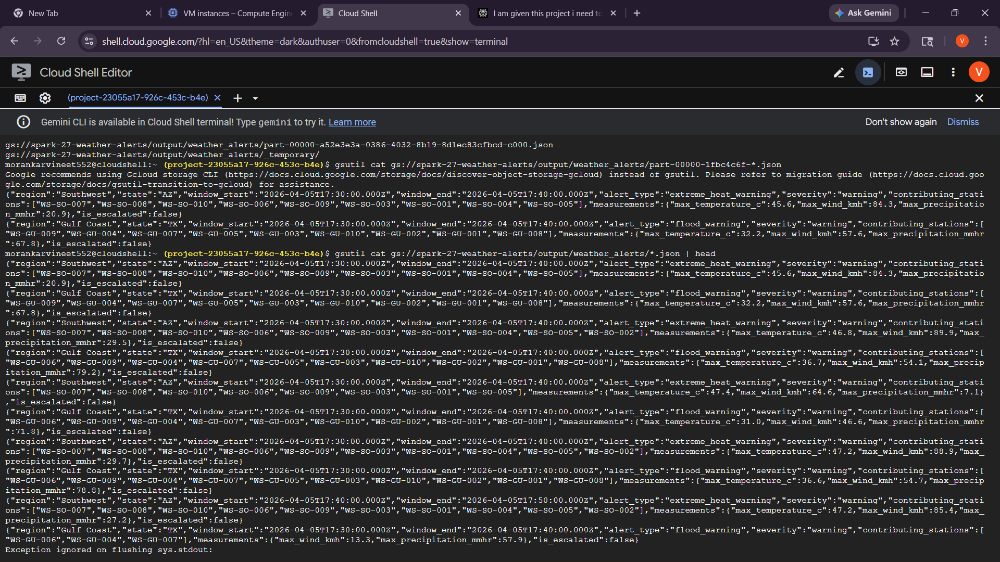 New Tab
VM instances – Compute Engin
Cloud Shell
I am given this project i need to
Ask Gemini
shell.cloud.google.com/?hl=en_US&theme=dark&authuser=0&fromcloudshell=true&show=terminal
V
Cloud Shell Editor
V
(project-23055a17-926c-453c-b4e)
Gemini CLI is available in Cloud Shell terminal! Type gemini to try it. Learn more
Don't show again
Dismiss
gs://spark-27-weather-alerts/output/weather_alerts/part-00000-a52e3e3a-0386-4032-8b19-8d1ec83cfbcd-c000.json
gs://spark-27-weather-alerts/output/weather_alerts/_temporary/
morankarvineet552@cloudshell:~ (project-23055a17-926c-453c-b4e)$ gsutil cat gs://spark-27-weather-alerts/output/weather_alerts/part-00000-1fbc4c6f-*.json
Google recommends using Gcloud storage CLI (https://docs.cloud.google.com/storage/docs/discover-object-storage-gcloud) instead of gsutil. Please refer to migration guide (https://docs.cloud.goo
gle.com/storage/docs/gsutil-transition-to-gcloud) for assistance.
{"region":"Southwest","state":"AZ","window_start":"2026-04-05T17:30:00.000Z","window_end":"2026-04-05T17:40:00.000Z","alert_type":"extreme_heat_warning","severity":"warning","contributing_stati
ons":["WS-SO-007","WS-SO-008","WS-SO-010","WS-SO-006","WS-SO-009","WS-SO-003","WS-SO-001","WS-SO-004","WS-SO-005"],"measurements":{"max_temperature_c":45.6,"max_wind_kmh":84.3,"max_precipitatio
n_mmhr":20.9},"is_escalated":false}
{"region":"Gulf Coast","state":"TX","window_start":"2026-04-05T17:30:00.000Z","window_end":"2026-04-05T17:40:00.000Z","alert_type":"flood_warning","severity":"warning","contributing_stations":[
"WS-GU-009","WS-GU-004","WS-GU-007","WS-GU-005","WS-GU-003","WS-GU-010","WS-GU-002","WS-GU-001","WS-GU-008"],"measurements":{"max_temperature_c":32.2,"max_wind_kmh":57.6,"max_precipitation_mmhr
":67.8},"is_escalated":false}
morankarvineet552@cloudshell:~ (project-23055a17-926c-453c-b4e)$ gsutil cat gs://spark-27-weather-alerts/output/weather_alerts/*.json | head
{"region":"Southwest","state":"AZ","window_start":"2026-04-05T17:30:00.000Z","window_end":"2026-04-05T17:40:00.000Z","alert_type":"extreme_heat_warning","severity":"warning","contributing_stati
ons":["WS-SO-007","WS-SO-008","WS-SO-010","WS-SO-006","WS-SO-009","WS-SO-003","WS-SO-001","WS-SO-004","WS-SO-005"],"measurements":{"max_temperature_c":45.6,"max_wind_kmh":84.3,"max_precipitatio
n_mmhr":20.9},"is_escalated":false}
{"region":"Gulf Coast","state":"TX","window_start":"2026-04-05T17:30:00.000Z","window_end":"2026-04-05T17:40:00.000Z","alert_type":"flood_warning","severity":"warning","contributing_stations":[
"WS-GU-009","WS-GU-004","WS-GU-007","WS-GU-005","WS-GU-003","WS-GU-010","WS-GU-002","WS-GU-001","WS-GU-008"],"measurements":{"max_temperature_c":32.2,"max_wind_kmh":57.6,"max_precipitation_mmhr
":67.8},"is_escalated":false}
{"region":"Southwest","state":"AZ","window_start":"2026-04-05T17:30:00.000Z","window_end":"2026-04-05T17:40:00.000Z","alert_type":"extreme_heat_warning","severity":"warning","contributing_stati
ons":["WS-SO-007","WS-SO-008","WS-SO-010","WS-SO-006","WS-SO-009","WS-SO-003","WS-SO-001","WS-SO-004","WS-SO-005","WS-SO-002"],"measurements":{"max_temperature_c":46.8,"max_wind_kmh":89.9,"max_
precipitation_mmhr":29.5},"is_escalated":false}
{"region":"Gulf Coast","state":"TX","window_start":"2026-04-05T17:30:00.000Z","window_end":"2026-04-05T17:40:00.000Z","alert_type":"flood_warning","severity":"warning","contributing_stations":[
"WS-GU-006","WS-GU-009","WS-GU-004","WS-GU-007","WS-GU-005","WS-GU-003","WS-GU-010","WS-GU-002","WS-GU-001","WS-GU-008"],"measurements":{"max_temperature_c":36.7,"max_wind_kmh":54.1,"max_precip
itation_mmhr":79.2},"is_escalated":false}
{"region":"Southwest","state":"AZ","window_start":"2026-04-05T17:30:00.000Z","window_end":"2026-04-05T17:40:00.000Z","alert_type":"extreme_heat_warning","severity":"warning","contributing_stati
ons":["WS-SO-007","WS-SO-008","WS-SO-010","WS-SO-006","WS-SO-009","WS-SO-003","WS-SO-001","WS-SO-005"],"measurements":{"max_temperature_c":47.4,"max_wind_kmh":64.6,"max_precipitation_mmhr":7.1}
,"is_escalated":false}
{"region":"Gulf Coast","state":"TX","window_start":"2026-04-05T17:30:00.000Z","window_end":"2026-04-05T17:40:00.000Z","alert_type":"flood_warning","severity":"warning","contributing_stations":[
"WS-GU-006","WS-GU-009","WS-GU-004","WS-GU-007","WS-GU-003","WS-GU-010","WS-GU-002","WS-GU-001","WS-GU-008"],"measurements":{"max_temperature_c":31.0,"max_wind_kmh":46.6,"max_precipitation_mmhr
":71.8},"is_escalated":false}
{"region":"Southwest","state":"AZ","window_start":"2026-04-05T17:30:00.000Z","window_end":"2026-04-05T17:40:00.000Z","alert_type":"extreme_heat_warning","severity":"warning","contributing_stati
ons":["WS-SO-007","WS-SO-008","WS-SO-010","WS-SO-006","WS-SO-009","WS-SO-003","WS-SO-001","WS-SO-004","WS-SO-005","WS-SO-002"],"measurements":{"max_temperature_c":47.2,"max_wind_kmh":88.9,"max_
precipitation_mmhr":29.7},"is_escalated":false}
{"region":"Gulf Coast","state":"TX","window_start":"2026-04-05T17:30:00.000Z","window_end":"2026-04-05T17:40:00.000Z","alert_type":"flood_warning","severity":"warning","contributing_stations":[
"WS-GU-006","WS-GU-009","WS-GU-004","WS-GU-007","WS-GU-005","WS-GU-003","WS-GU-010","WS-GU-002","WS-GU-001","WS-GU-008"],"measurements":{"max_temperature_c":36.6,"max_wind_kmh":54.7,"max_precip
itation_mmhr":78.8},"is_escalated":false}
{"region":"Southwest","state":"AZ","window_start":"2026-04-05T17:40:00.000Z","window_end":"2026-04-05T17:50:00.000Z","alert_type":"extreme_heat_warning","severity":"warning","contributing_stati
ons":["WS-SO-007","WS-SO-008","WS-SO-010","WS-SO-006","WS-SO-009","WS-SO-003","WS-SO-001","WS-SO-004","WS-SO-005","WS-SO-002"],"measurements":{"max_temperature_c":47.2,"max_wind_kmh":85.4,"max_
precipitation_mmhr":27.2},"is_escalated":false}
{"region":"Gulf Coast","state":"TX","window_start":"2026-04-05T17:30:00.000Z","window_end":"2026-04-05T17:40:00.000Z","alert_type":"flood_warning","severity":"warning","contributing_stations":[
"WS-GU-006","WS-GU-004","WS-GU-007"],"measurements":{"max_wind_kmh":13.3,"max_precipitation_mmhr":57.9},"is_escalated":false}
Exception ignored on flushing sys.stdout: